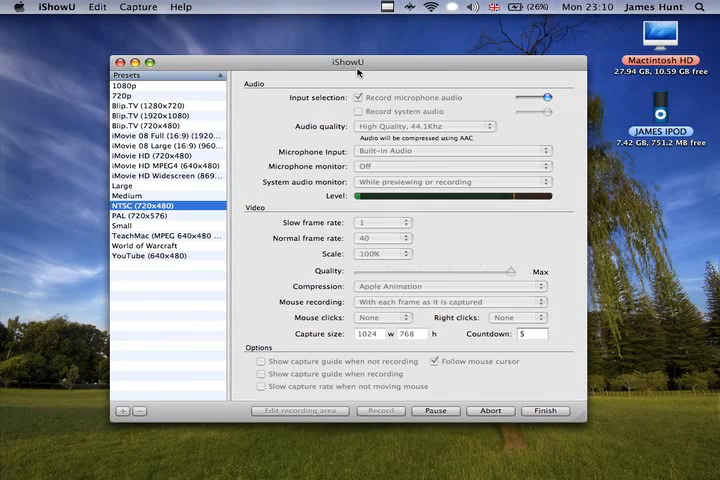 iShowU Edit Capture Help (26%) Mon 23:10 James Hunt
iShowU
Macintosh HD
27.94 GB, 10.59 GB free
JAMES IPOD
7.42 GB, 751.2 MB free
Presets
1080p
720p
Blip.TV (1280x720)
Blip.TV (1920x1080)
Blip.TV (720x480)
iMovie 08 Full (16:9) (1920...
iMovie 08 Large (16:9) (960...
iMovie HD (720x480)
iMovie HD MPEG4 (640x480)
iMovie HD Widescreen (869...
Large
Medium
NTSC (720x480)
PAL (720x576)
Small
TeachMac (MPEG 640x480 ...
World of Warcraft
YouTube (640x480)
Audio
Input selection: Record microphone audio
Record system audio
Audio quality: High Quality, 44.1Khz
Audio will be compressed using AAC
Microphone Input: Built-in Audio
Microphone monitor: Off
System audio monitor: While previewing or recording
Level:
Video
Slow frame rate: 1
Normal frame rate: 40
Scale: 100%
Quality: Max
Compression: Apple Animation
Mouse recording: With each frame as it is captured
Mouse clicks: None Right clicks: None
Capture size: 1024 w 768 h Countdown: 5
Options
Show capture guide when not recording Follow mouse cursor
Show capture guide when recording
Slow capture rate when not moving mouse
+ − Edit recording area Record Pause Abort Finish